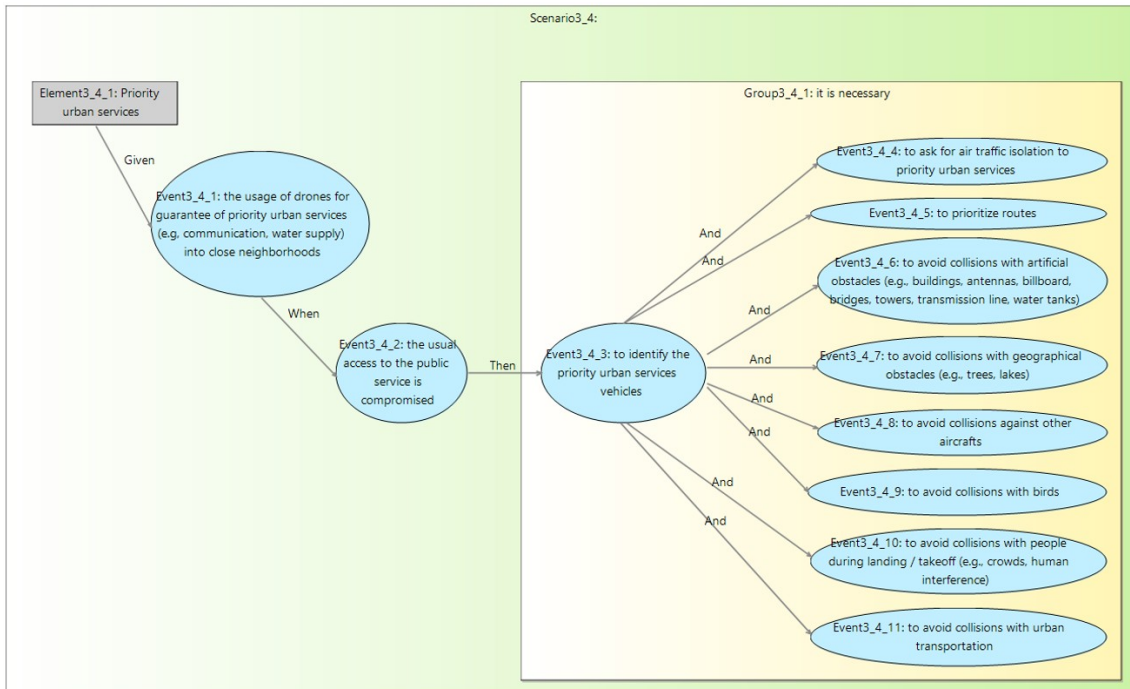 Scenario3_4:
Element3_4_1: Priority
urban services
Given
Event3_4_1: the usage of drones for
guarantee of priority urban services
(e.g, communication, water supply)
into close neighborhoods
When
Event3_4_2: the usual
access to the public
service is
compromised
Then
Group3_4_1: it is necessary
Event3_4_3: to identify the
priority urban services
vehicles
And
Event3_4_4: to ask for air traffic isolation to
priority urban services
And
Event3_4_5: to prioritize routes
And
Event3_4_6: to avoid collisions with artificial
obstacles (e.g., buildings, antennas, billboard,
bridges, towers, transmission line, water tanks)
And
Event3_4_7: to avoid collisions with geographical
obstacles (e.g., trees, lakes)
And
Event3_4_8: to avoid collisions against other
aircrafts
And
Event3_4_9: to avoid collisions with birds
And
Event3_4_10: to avoid collisions with people
during landing / takeoff (e.g., crowds, human
interference)
And
Event3_4_11: to avoid collisions with urban
transportation